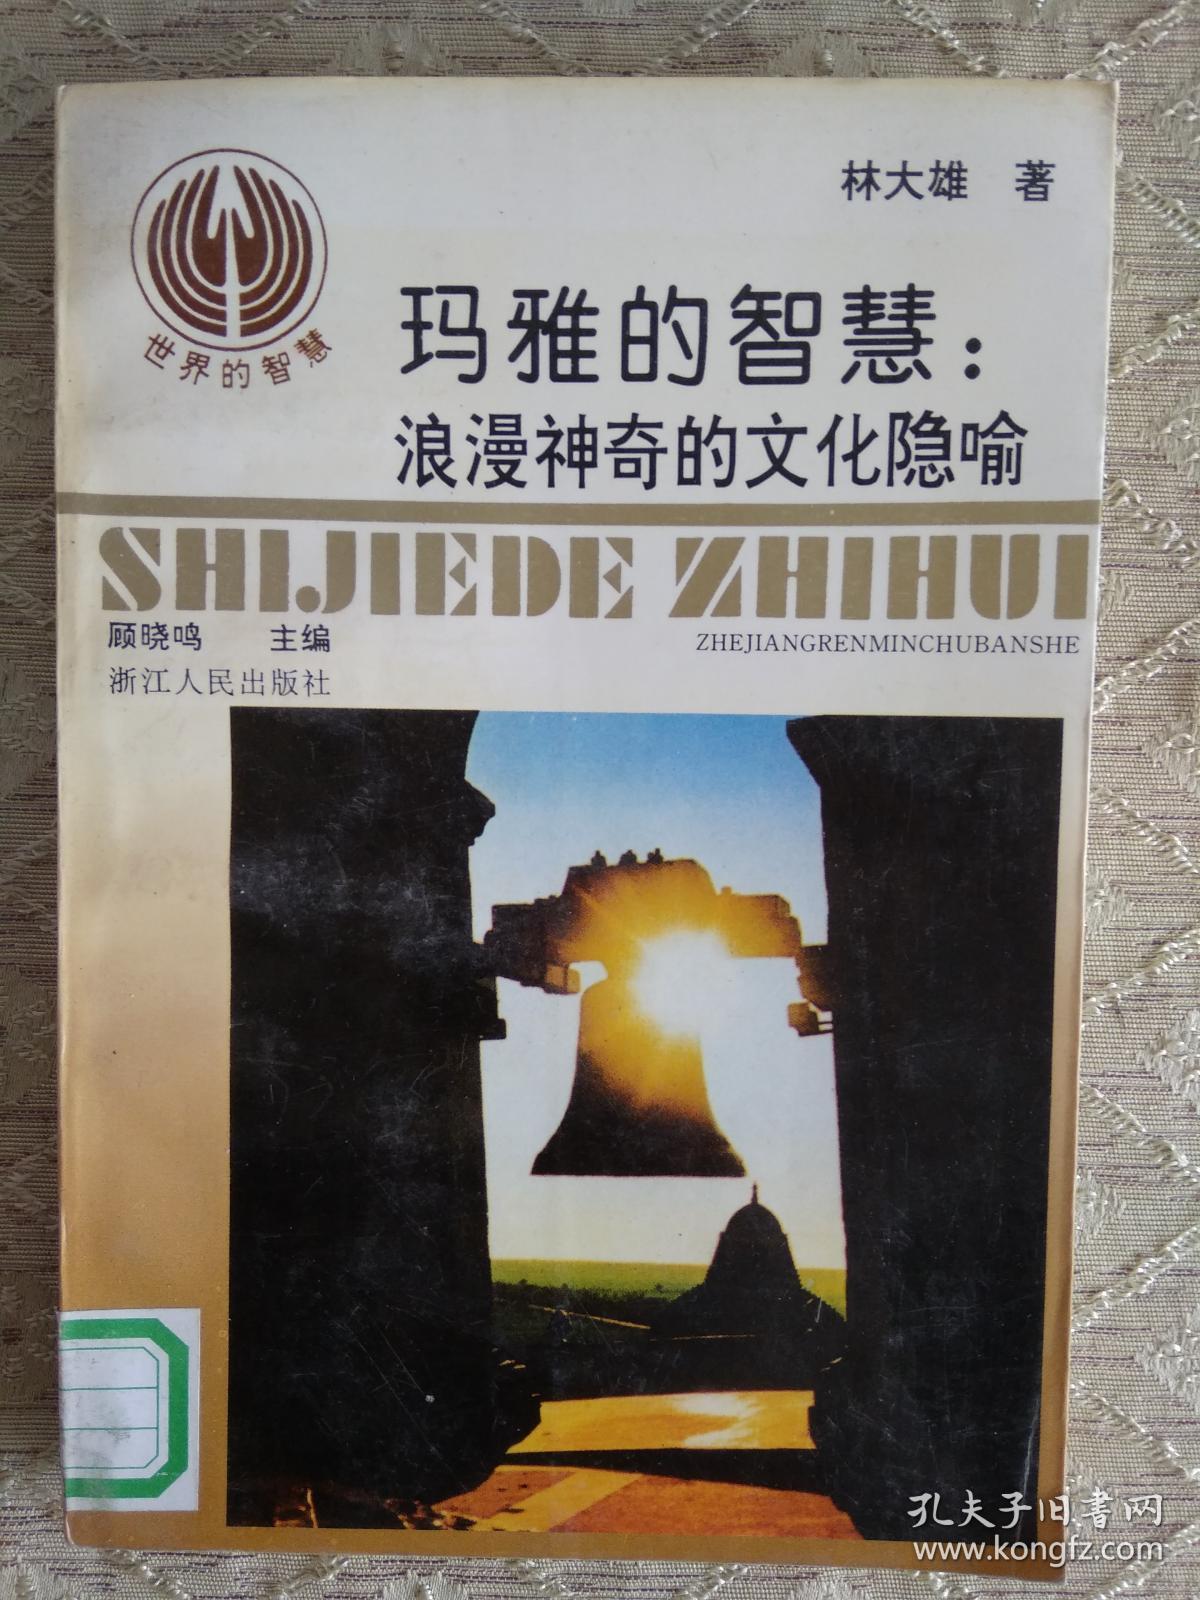 林大雄 著
世界的智慧
玛雅的智慧：
浪漫神奇的文化隐喻
SHIJIEDE ZHIHUI
顾晓鸣 主编
ZHEJIANGRENMINCHUBANSHE
浙江人民出版社
孔夫子旧書网
www.kongfz.com